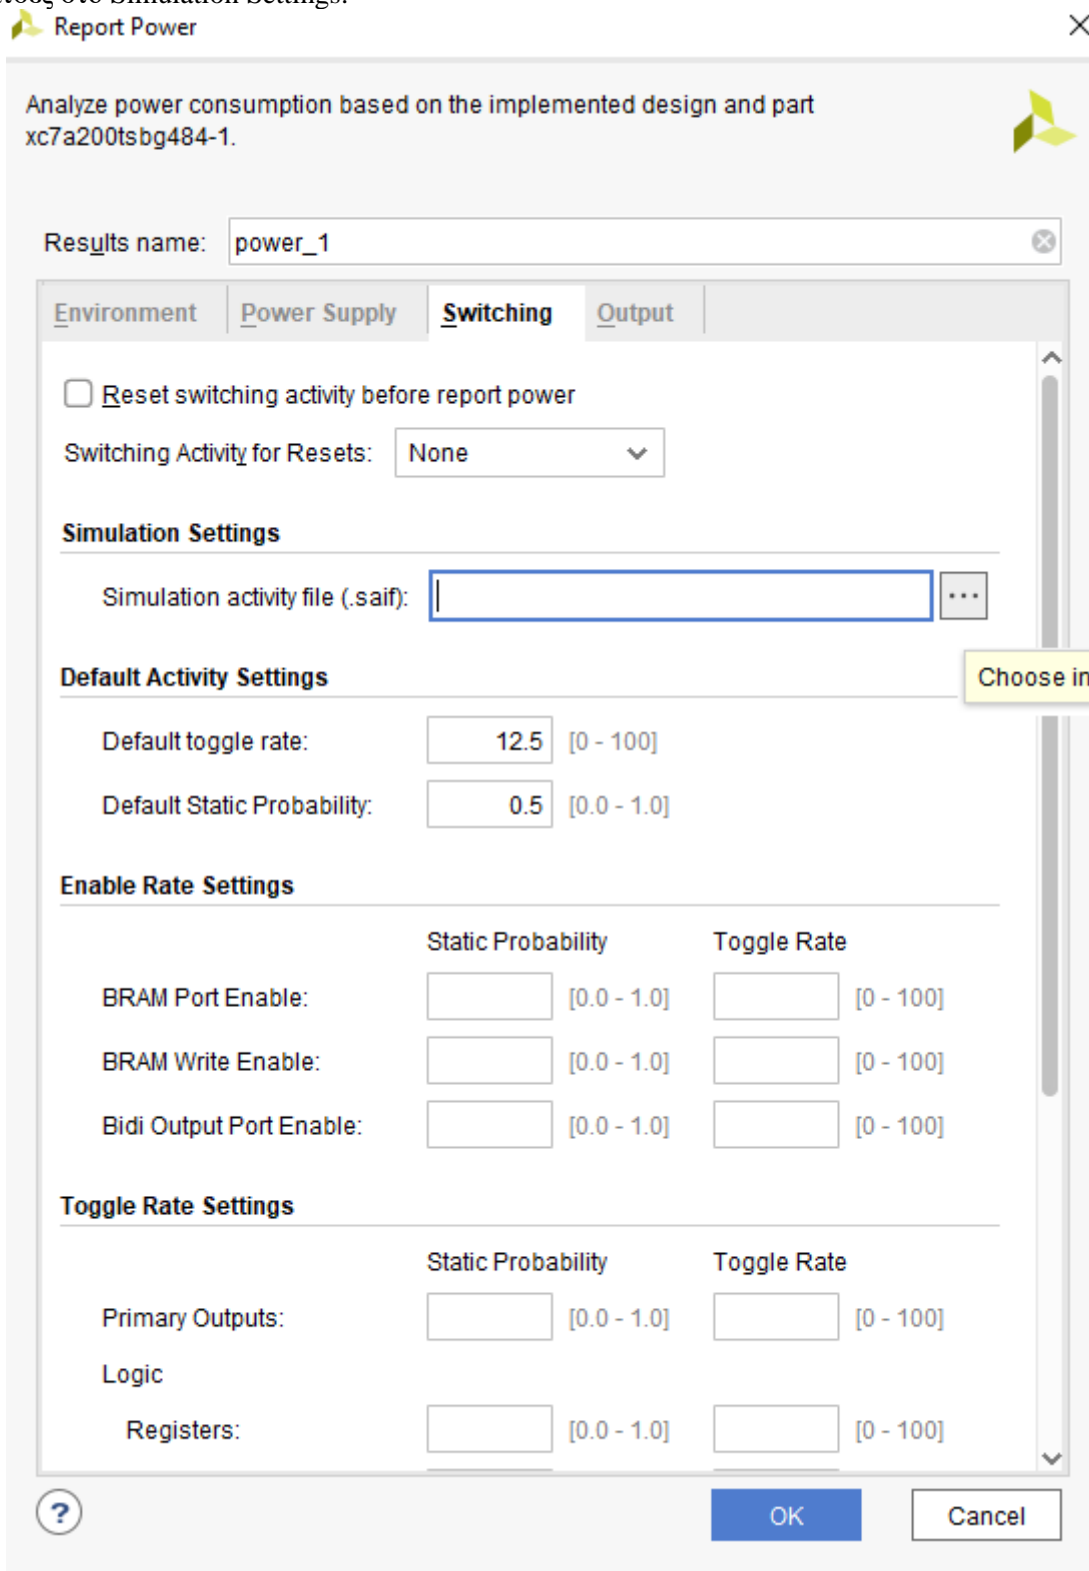 στο Simulation Settings.
Report Power
Analyze power consumption based on the implemented design and part
xc7a200tsbg484-1.
Results name: power_1
Environment Power Supply Switching Output
Reset switching activity before report power
Switching Activity for Resets: None
Simulation Settings
Simulation activity file (.saif): ...
Default Activity Settings
Choose in
Default toggle rate: 12.5 [0 - 100]
Default Static Probability: 0.5 [0.0 - 1.0]
Enable Rate Settings
Static Probability Toggle Rate
BRAM Port Enable: [0.0 - 1.0] [0 - 100]
BRAM Write Enable: [0.0 - 1.0] [0 - 100]
Bidi Output Port Enable: [0.0 - 1.0] [0 - 100]
Toggle Rate Settings
Static Probability Toggle Rate
Primary Outputs: [0.0 - 1.0] [0 - 100]
Logic
Registers: [0.0 - 1.0] [0 - 100]
? OK Cancel